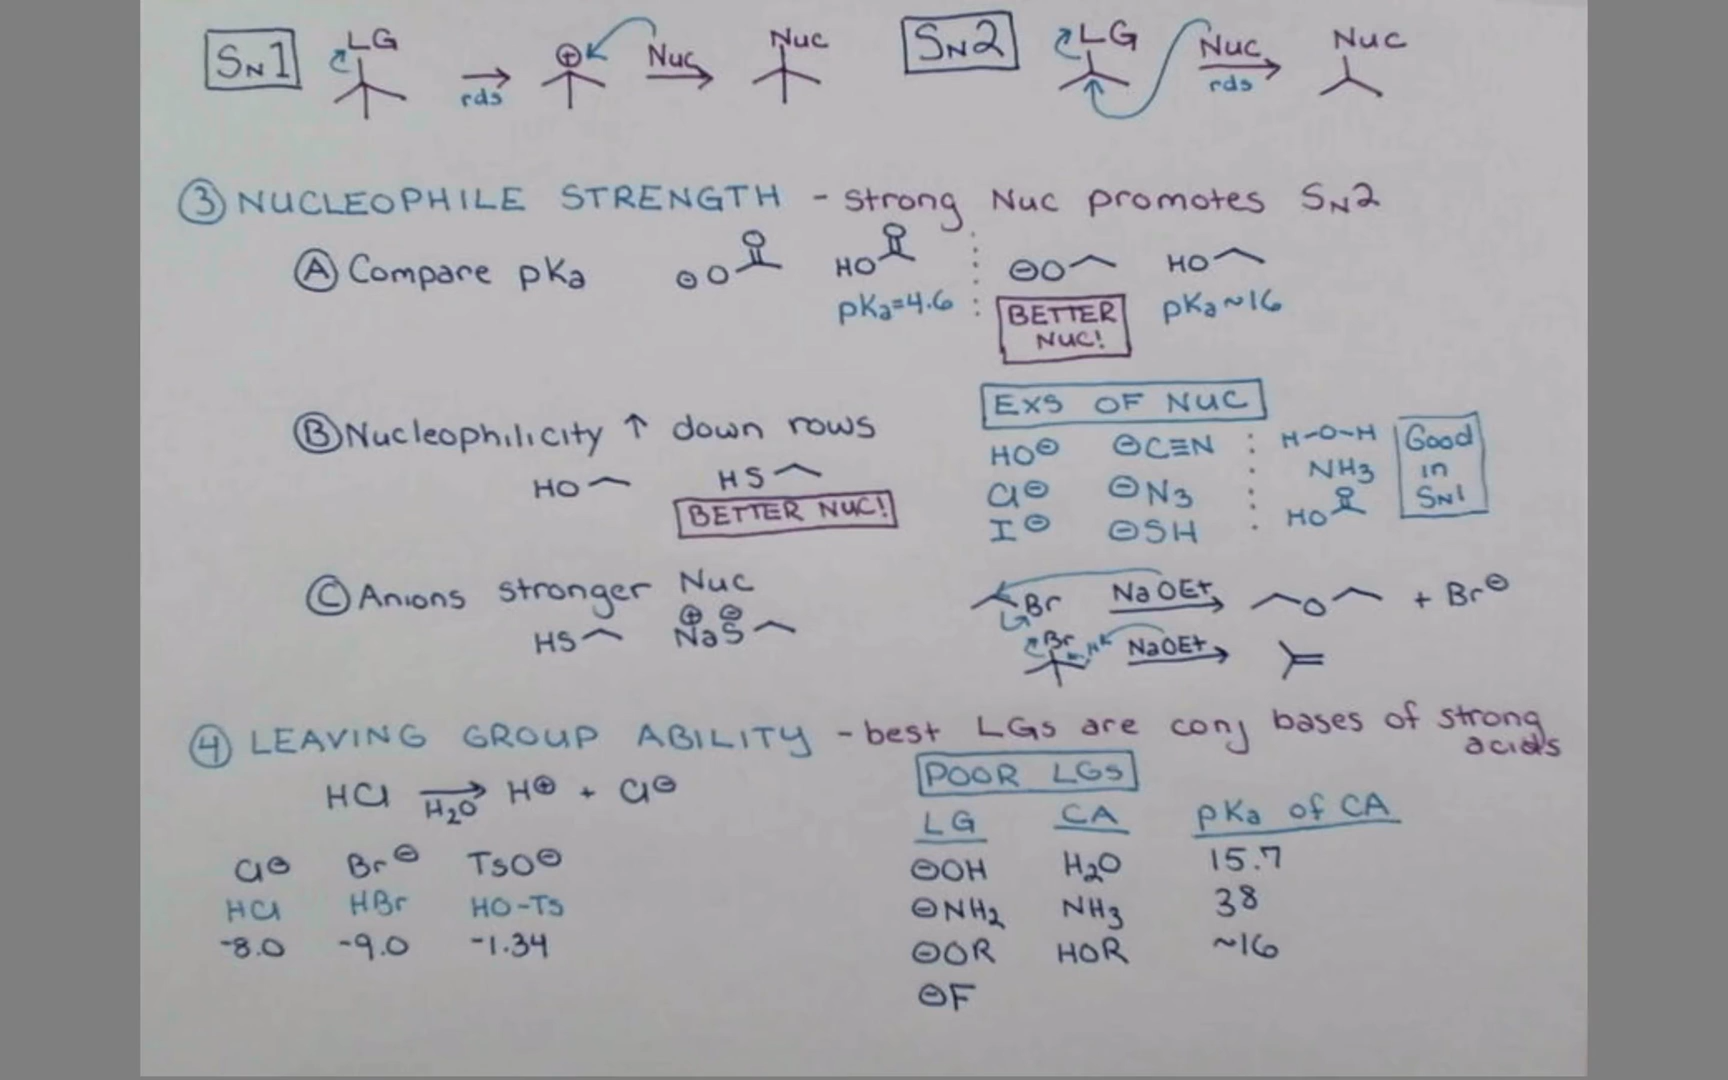 SN1 LG rds ⊕ Nuc Nuc SN2 LG Nuc rds Nuc
③ NUCLEOPHILE STRENGTH - strong Nuc promotes SN2
Ⓐ Compare pKa ⊖O O HO O ⊖O HO
pKa=4.6 BETTER NUC! pKa~16
EXS OF NUC
Ⓑ Nucleophilicity ↑ down rows
HO HS
BETTER NUC!
HO⊖ ⊖C≡N H-O-H Good
Cl⊖ ⊖N3 NH3 in
I⊖ ⊖SH HO O SN1
Ⓒ Anions stronger Nuc
HS Na⊕ S⊖
Br NaOEt O + Br⊖
Br H NaOEt
④ LEAVING GROUP ABILITY - best LGs are conj bases of strong
acids
HCl → H2O H⊕ + Cl⊖
Cl⊖ Br⊖ TsO⊖
HCl HBr HO-Ts
-8.0 -9.0 -1.34
POOR LGs
LG CA pKa of CA
⊖OH H2O 15.7
⊖NH2 NH3 38
⊖OR HOR ~16
⊖F